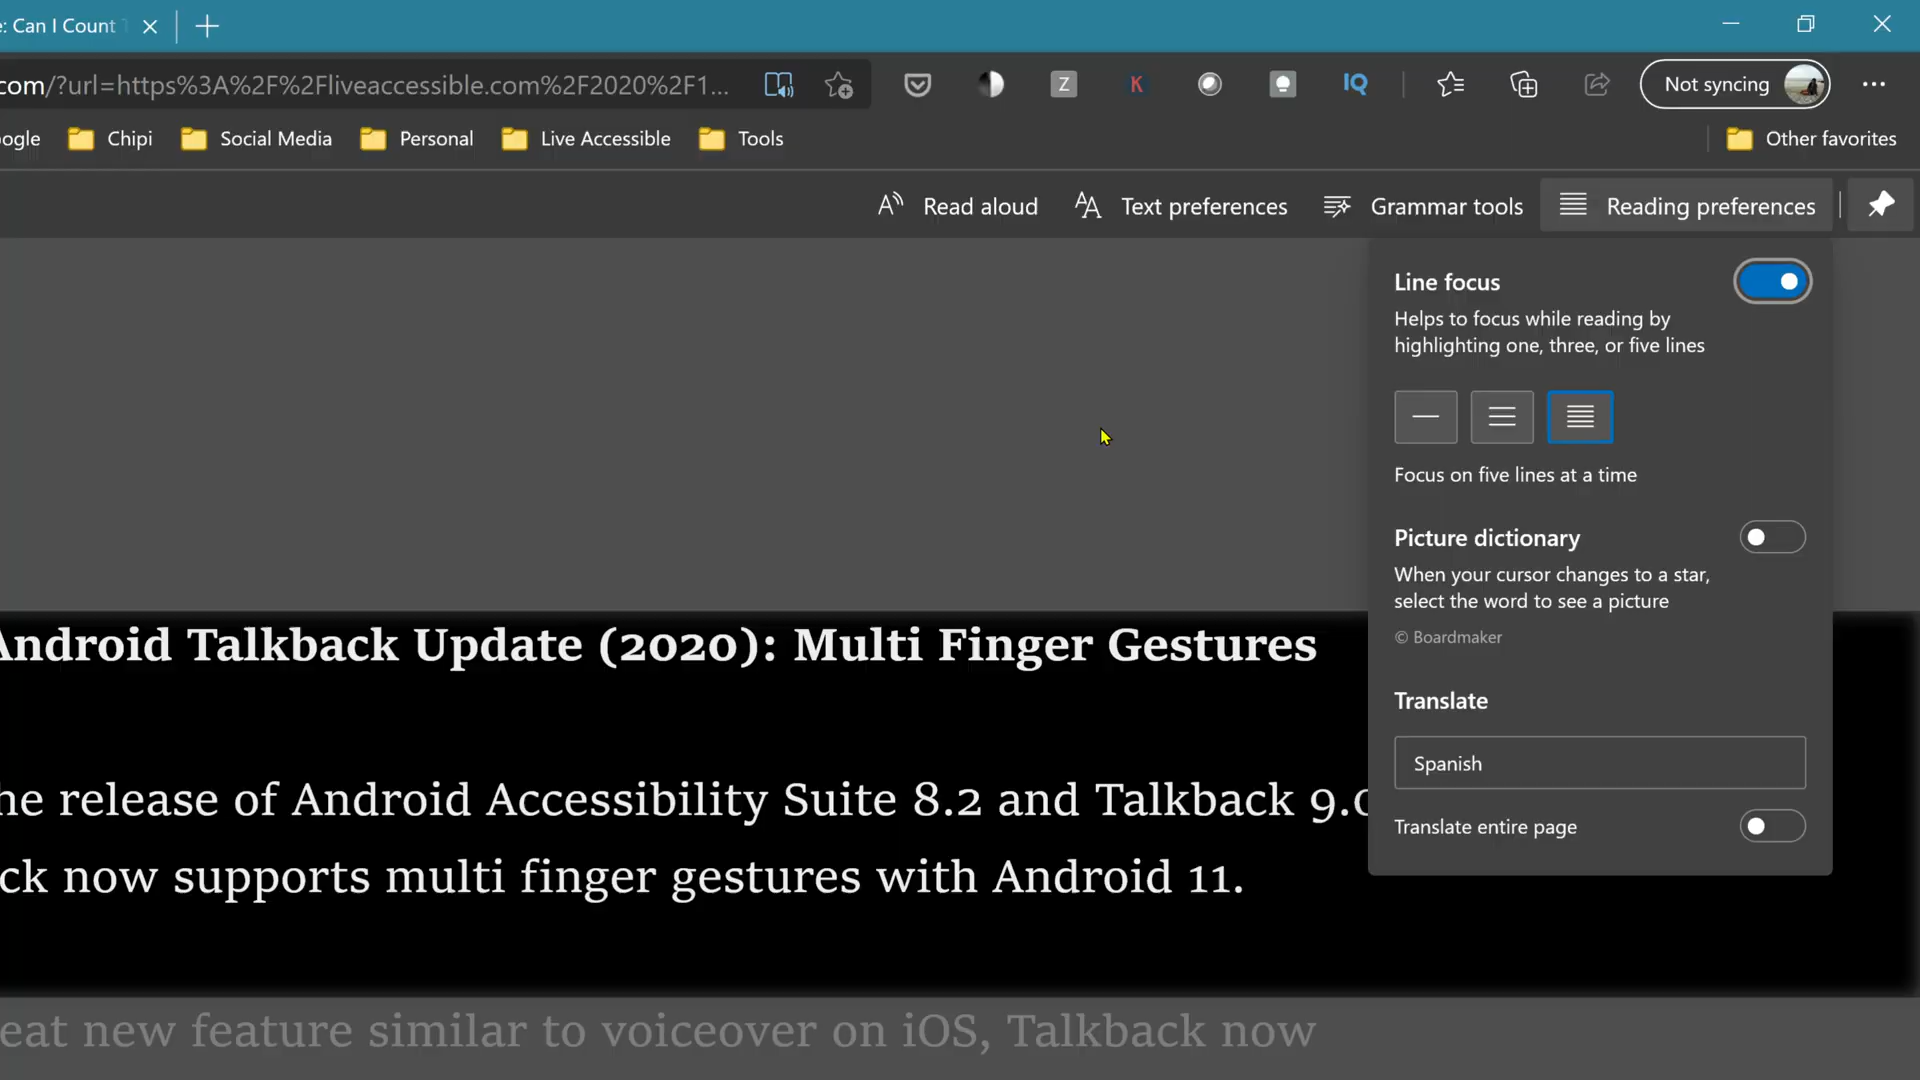 e: Can I Count
com/?url=https%3A%2F%2Fliveaccessible.com%2F2020%2F1...
Z
K
IQ
Not syncing
ogle
Chipi
Social Media
Personal
Live Accessible
Tools
Other favorites
Read aloud
Text preferences
Grammar tools
Reading preferences
Line focus
Helps to focus while reading by
highlighting one, three, or five lines
Focus on five lines at a time
Picture dictionary
When your cursor changes to a star,
select the word to see a picture
© Boardmaker
Translate
Spanish
Translate entire page
Android Talkback Update (2020): Multi Finger Gestures
he release of Android Accessibility Suite 8.2 and Talkback 9.0
ck now supports multi finger gestures with Android 11.
eat new feature similar to voiceover on iOS, Talkback now